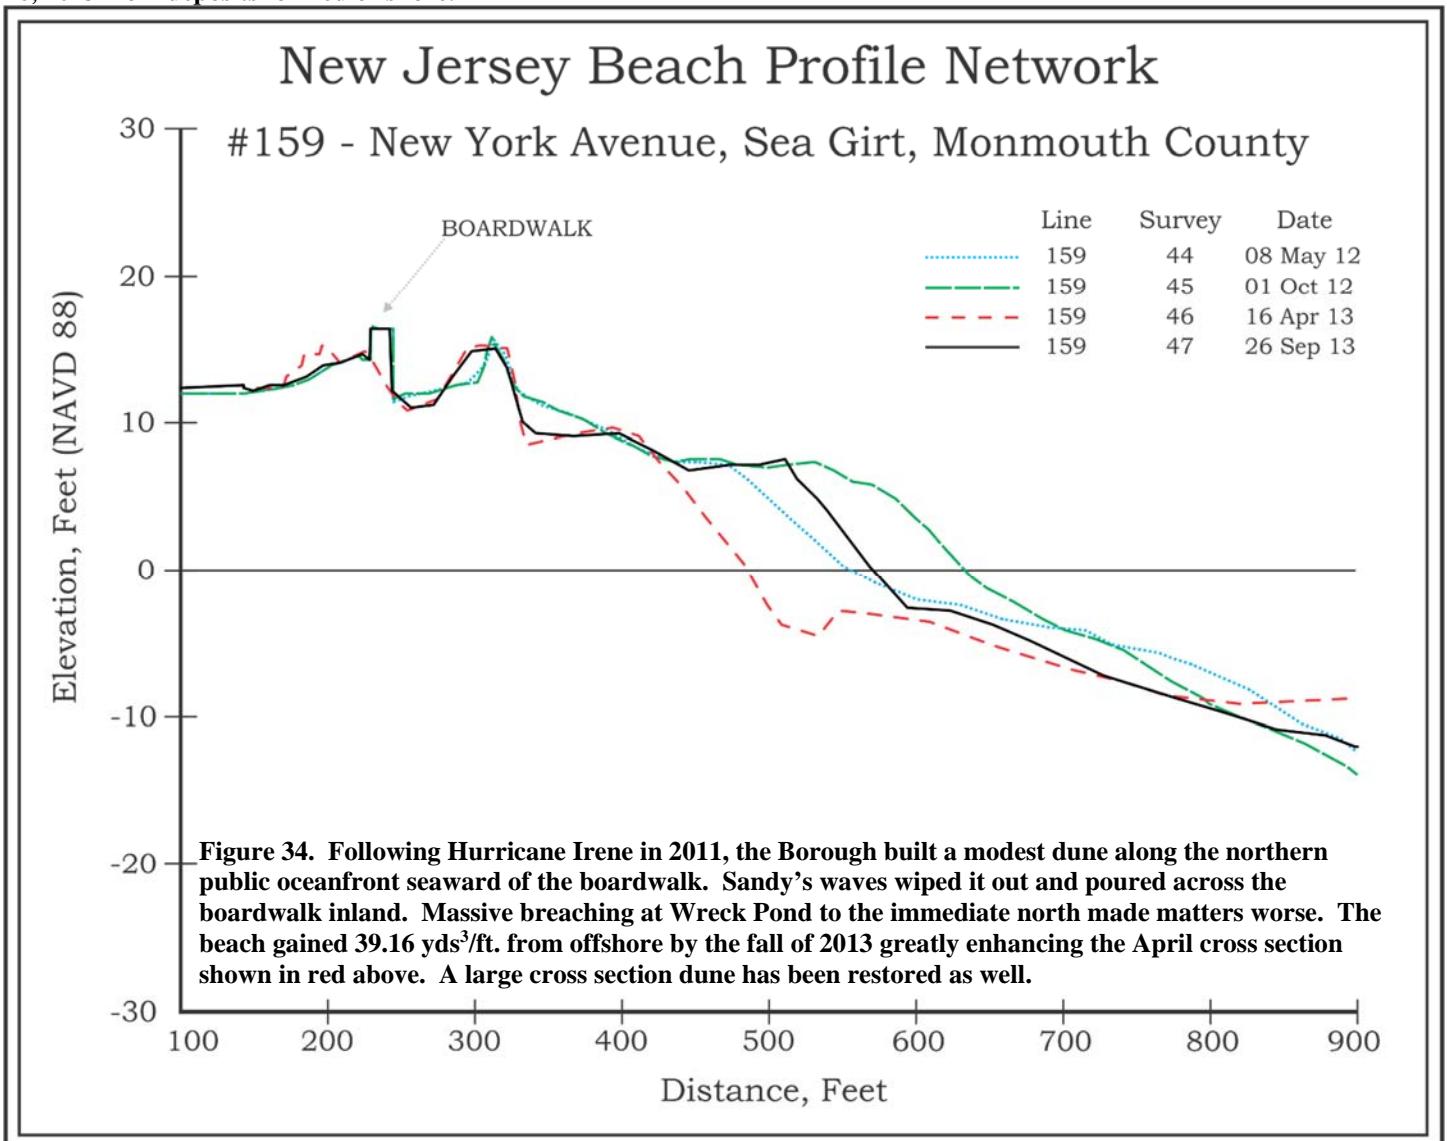 New Jersey Beach Profile Network
#159 - New York Avenue, Sea Girt, Monmouth County
BOARDWALK
Line Survey Date
159 44 08 May 12
159 45 01 Oct 12
159 46 16 Apr 13
159 47 26 Sep 13
Elevation, Feet (NAVD 88)
30
20
10
0
-10
-20
-30
Figure 34. Following Hurricane Irene in 2011, the Borough built a modest dune along the northern
public oceanfront seaward of the boardwalk. Sandy's waves wiped it out and poured across the
boardwalk inland. Massive breaching at Wreck Pond to the immediate north made matters worse. The
beach gained 39.16 yds³/ft. from offshore by the fall of 2013 greatly enhancing the April cross section
shown in red above. A large cross section dune has been restored as well.
100 200 300 400 500 600 700 800 900
Distance, Feet